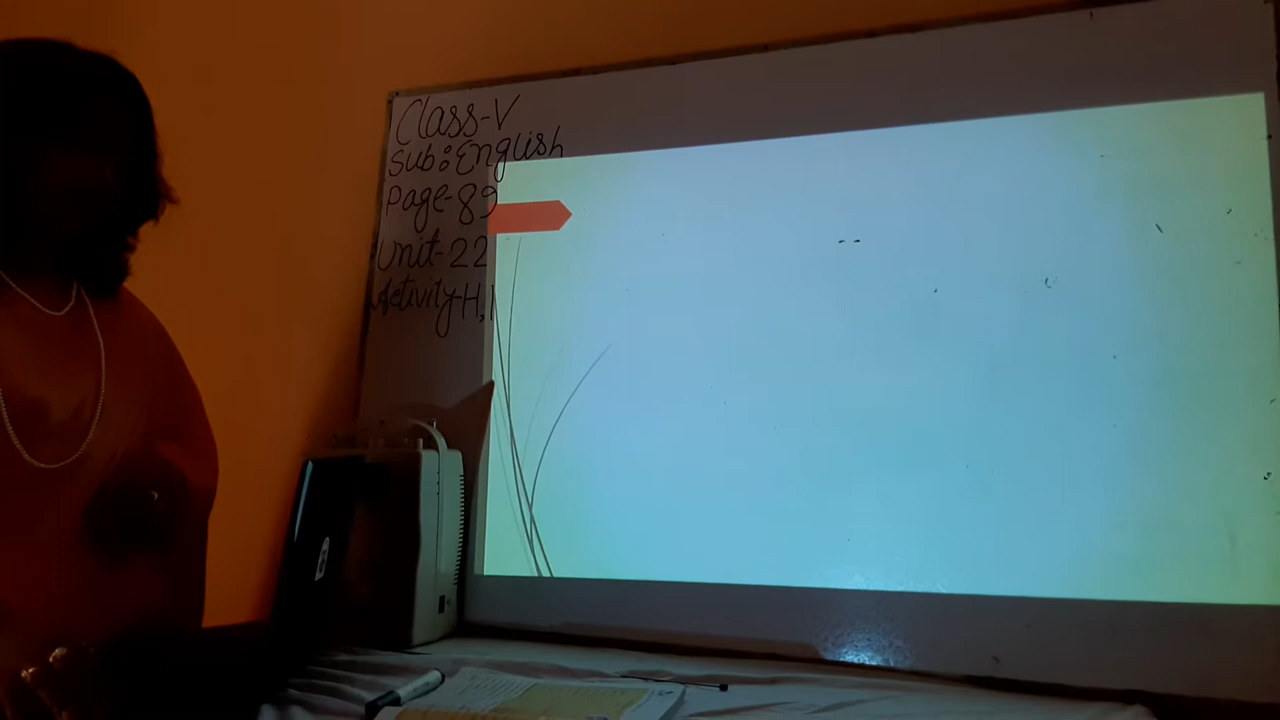 Class-V
Sub: English
Page-89
Unit-22
Activity-H,I